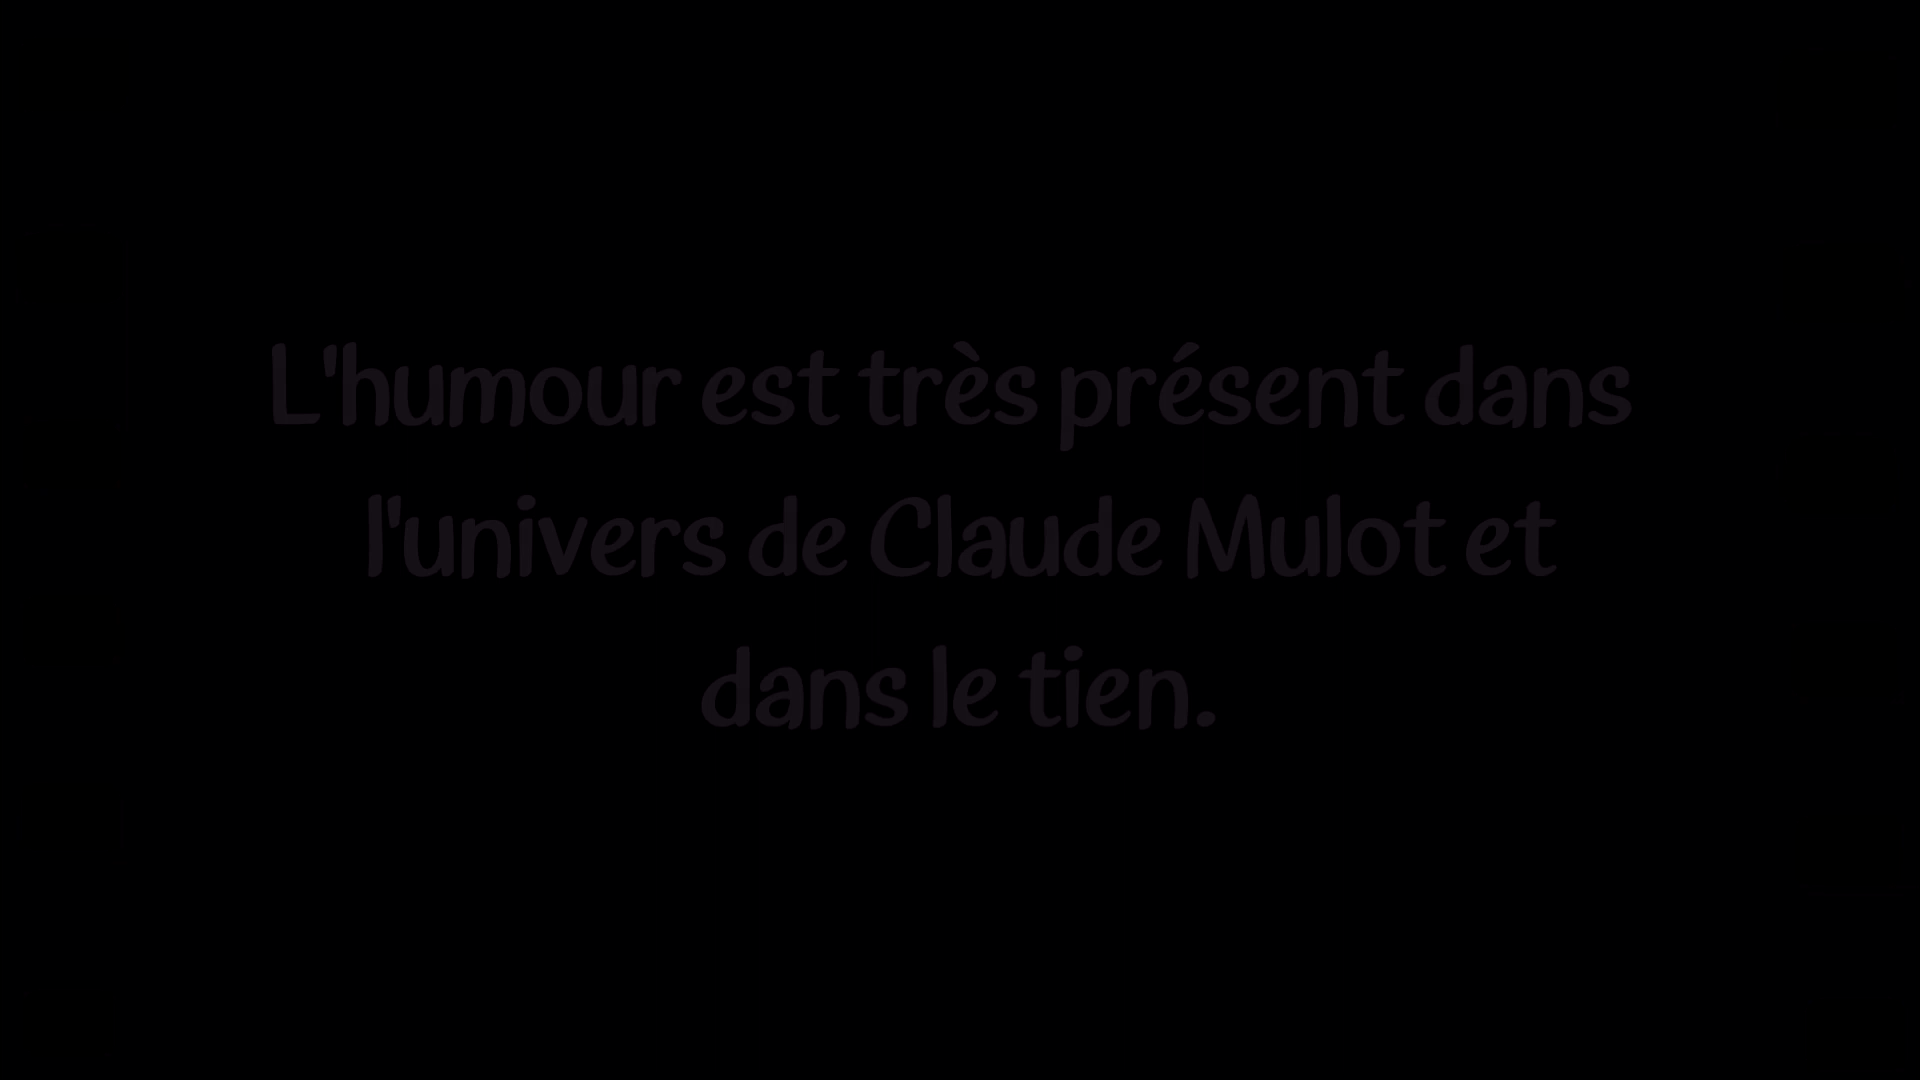 L'humour est très présent dans
l'univers de Claude Mulot et
dans le tien.